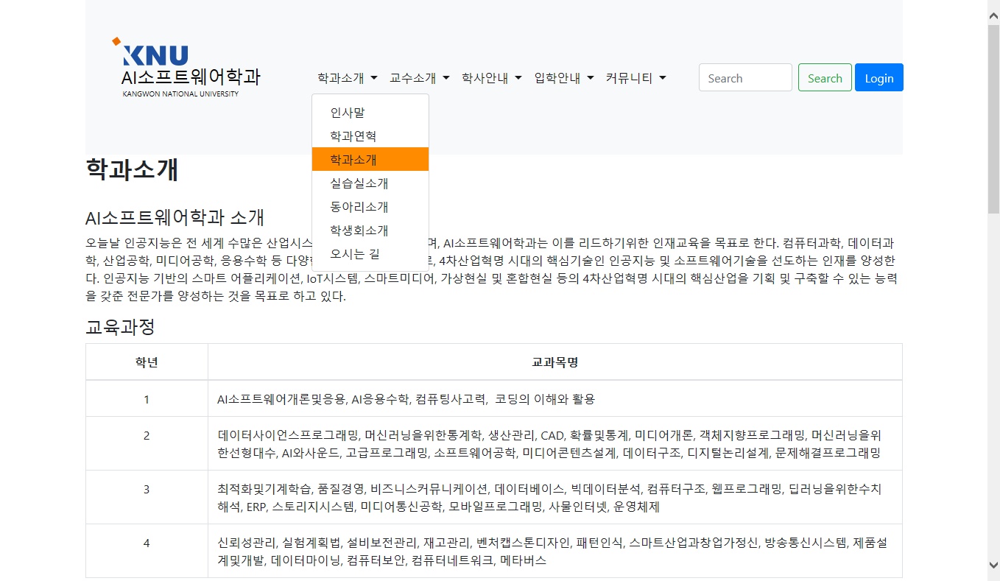 KNU
AI소프트웨어학과
KANGWON NATIONAL UNIVERSITY
학과소개 교수소개 학사안내 입학안내 커뮤니티 Search Search Login
인사말
학과연혁
학과소개
실습실소개
동아리소개
학생회소개
오시는 길
학과소개
AI소프트웨어학과 소개
오늘날 인공지능은 전 세계 수많은 산업시스 며, AI소프트웨어학과는 이를 리드하기위한 인재교육을 목표로 한다. 컴퓨터과학, 데이터과
학, 산업공학, 미디어공학, 응용수학 등 4차산업혁명 시대의 핵심기술인 인공지능 및 소프트웨어기술을 선도하는 인재를 양성한
다. 인공지능 기반의 스마트 어플리케이션, IoT시스템, 스마트미디어, 가상현실 및 혼합현실 등의 4차산업혁명 시대의 핵심산업을 기획 및 구축할 수 있는 능력
을 갖춘 전문가를 양성하는 것을 목표로 하고 있다.
교육과정
학년 교과목명
1 AI소프트웨어개론및응용, AI응용수학, 컴퓨팅사고력, 코딩의 이해와 활용
2 데이터사이언스프로그래밍, 머신러닝을위한통계학, 생산관리, CAD, 확률및통계, 미디어개론, 객체지향프로그래밍, 머신러닝을위
한선형대수, AI와사운드, 고급프로그래밍, 소프트웨어공학, 미디어콘텐츠설계, 데이터구조, 디지털논리설계, 문제해결프로그래밍
3 최적화및기계학습, 품질경영, 비즈니스커뮤니케이션, 데이터베이스, 빅데이터분석, 컴퓨터구조, 웹프로그래밍, 딥러닝을위한수치
해석, ERP, 스토리지시스템, 미디어통신공학, 모바일프로그래밍, 사물인터넷, 운영체제
4 신뢰성관리, 실험계획법, 설비보전관리, 재고관리, 벤처캡스톤디자인, 패턴인식, 스마트산업과창업가정신, 방송통신시스템, 제품설
계및개발, 데이터마이닝, 컴퓨터보안, 컴퓨터네트워크, 메타버스